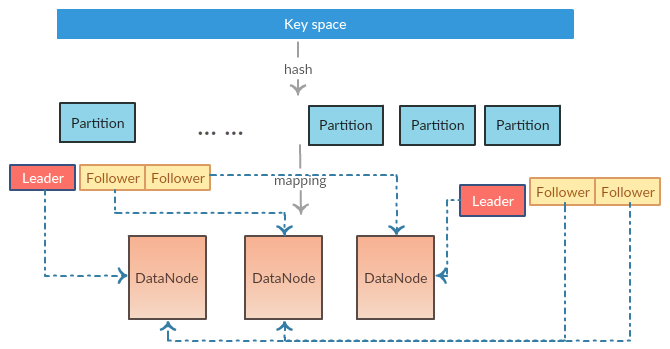 Key space
hash
Partition
... ...
Partition
Partition
Partition
mapping
Leader
Follower
Follower
Leader
Follower
Follower
DataNode
DataNode
DataNode